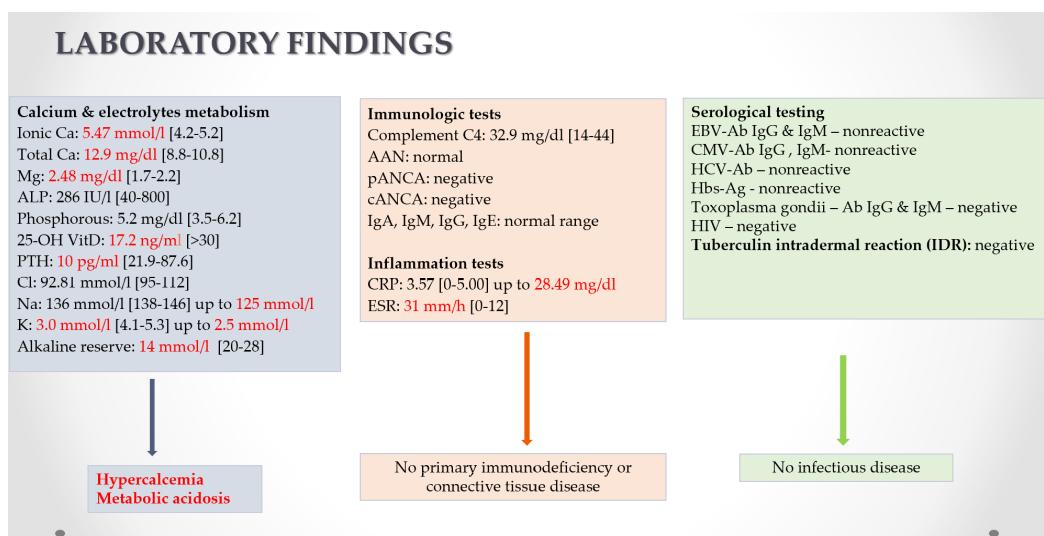 LABORATORY FINDINGS
Calcium & electrolytes metabolism
Ionic Ca: 5.47 mmol/l [4.2-5.2]
Total Ca: 12.9 mg/dl [8.8-10.8]
Mg: 2.48 mg/dl [1.7-2.2]
ALP: 286 IU/l [40-800]
Phosphorous: 5.2 mg/dl [3.5-6.2]
25-OH VitD: 17.2 ng/ml [>30]
PTH: 10 pg/ml [21.9-87.6]
Cl: 92.81 mmol/l [95-112]
Na: 136 mmol/l [138-146] up to 125 mmol/l
K: 3.0 mmol/l [4.1-5.3] up to 2.5 mmol/l
Alkaline reserve: 14 mmol/l [20-28]
Hypercalcemia
Metabolic acidosis
Immunologic tests
Complement C4: 32.9 mg/dl [14-44]
AAN: normal
pANCA: negative
cANCA: negative
IgA, IgM, IgG, IgE: normal range
Inflammation tests
CRP: 3.57 [0-5.00] up to 28.49 mg/dl
ESR: 31 mm/h [0-12]
No primary immunodeficiency or
connective tissue disease
Serological testing
EBV-Ab IgG & IgM – nonreactive
CMV-Ab IgG , IgM- nonreactive
HCV-Ab – nonreactive
Hbs-Ag - nonreactive
Toxoplasma gondii – Ab IgG & IgM – negative
HIV – negative
Tuberculin intradermal reaction (IDR): negative
No infectious disease